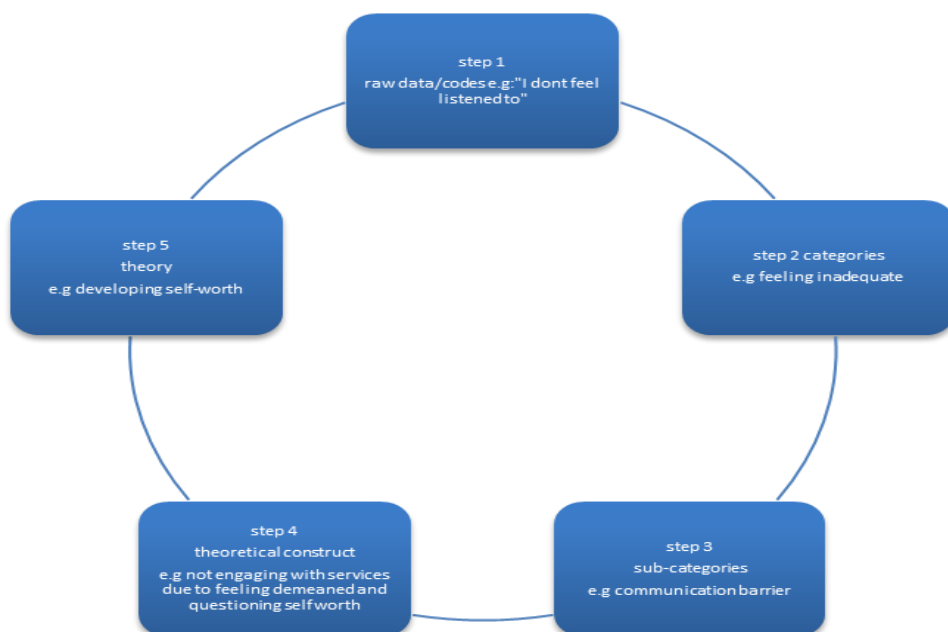 step 1
raw data/codes e.g:"I dont feel
listened to"
step 2 categories
e.g feeling inadequate
step 3
sub-categories
e.g communication barrier
step 4
theoretical construct
e.g not engaging with services
due to feeling demeaned and
questioning self worth
step 5
theory
e.g developing self-worth